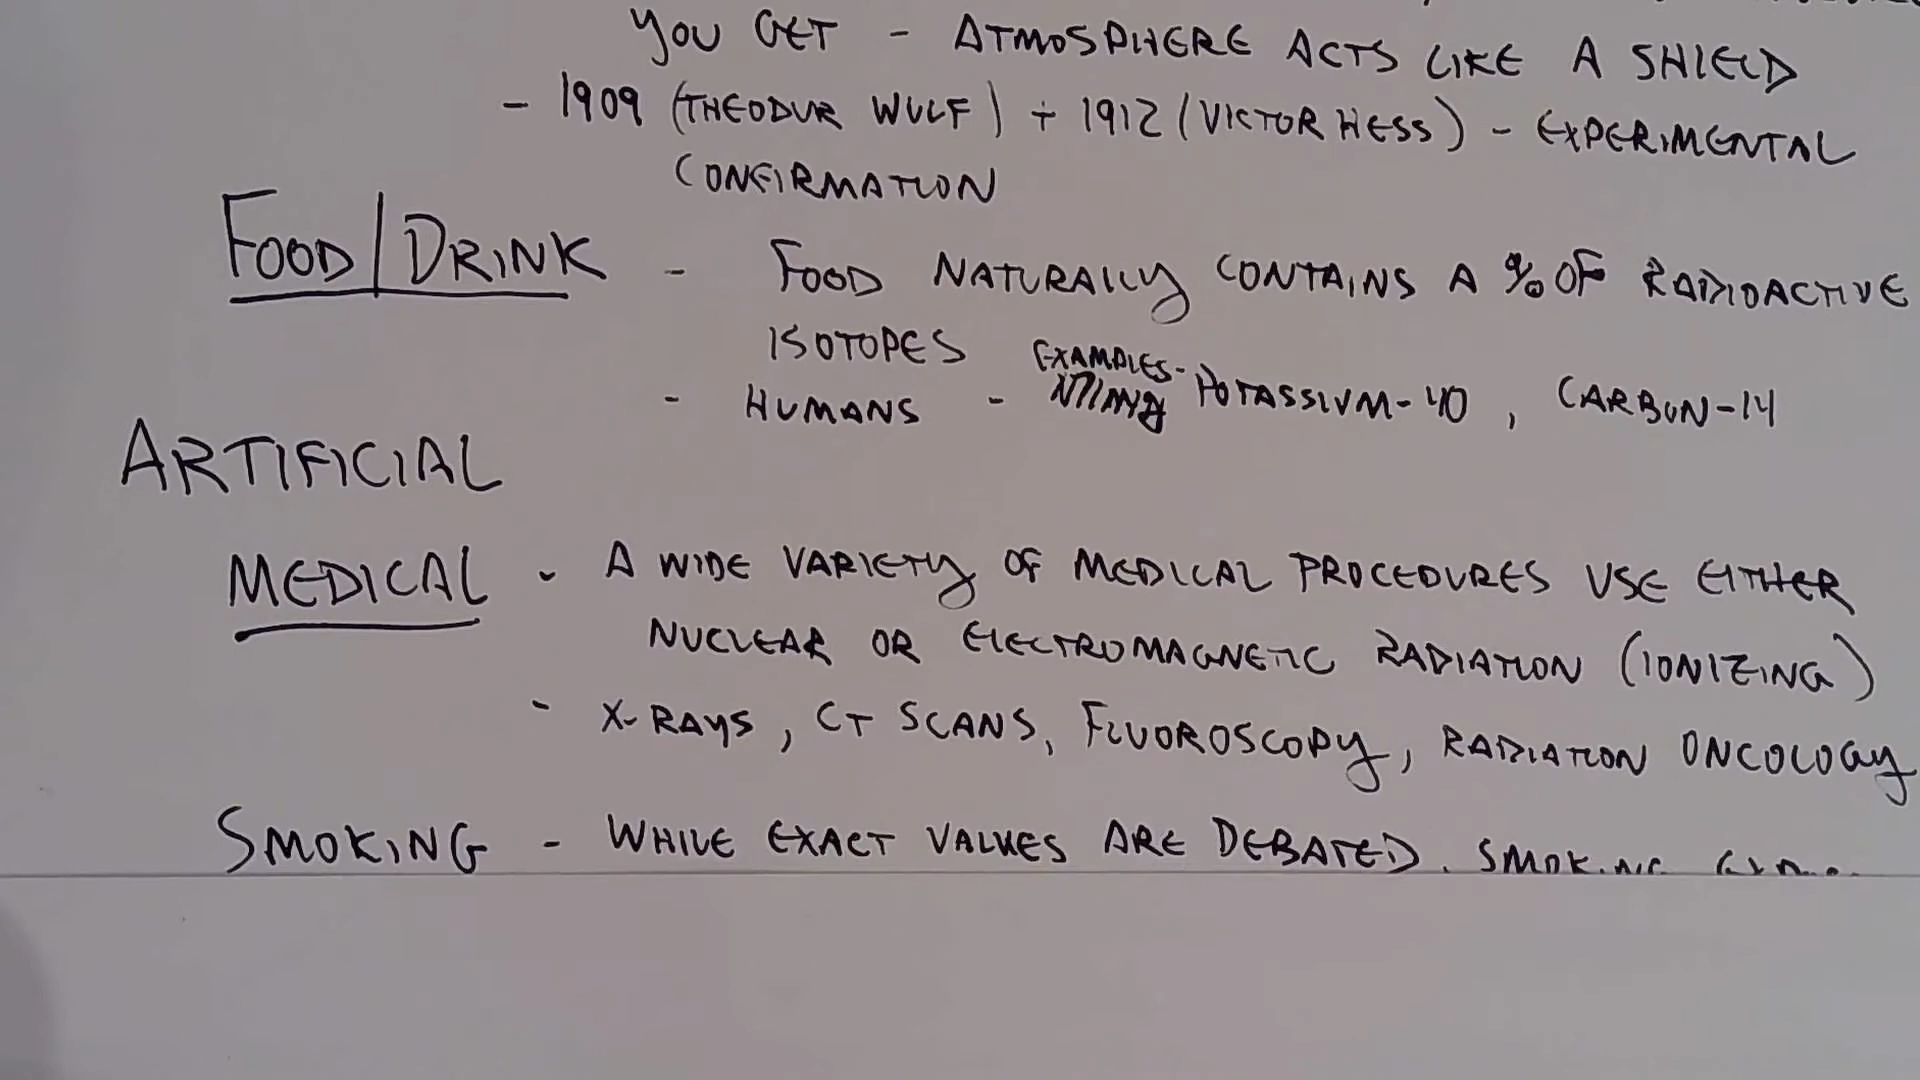 YOU GET - ATMOSPHERE ACTS LIKE A SHIELD
- 1909 (THEODUR WULF) + 1912 (VICTOR HESS) - EXPERIMENTAL
CONFIRMATION
FOOD/DRINK - FOOD NATURALLY CONTAINS A % OF RADIOACTIVE
ISOTOPES
- HUMANS - EXAMPLES- POTASSIUM-40, CARBON-14
ARTIFICIAL
MEDICAL - A WIDE VARIETY OF MEDICAL PROCEDURES USE EITHER
NUCLEAR OR ELECTROMAGNETIC RADIATION (IONIZING)
- X-RAYS, CT SCANS, FLUOROSCOPY, RADIATION ONCOLOGY
SMOKING - WHILE EXACT VALUES ARE DEBATED, SMOKING